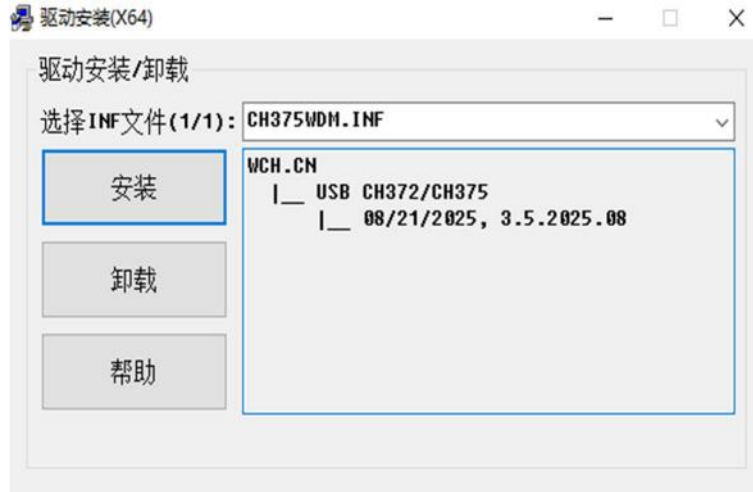 驱动安装(X64)
驱动安装/卸载
选择INF文件(1/1): CH375WDM.INF
安装
WCH.CN
|__ USB CH372/CH375
|__ 08/21/2025, 3.5.2025.08
卸载
帮助